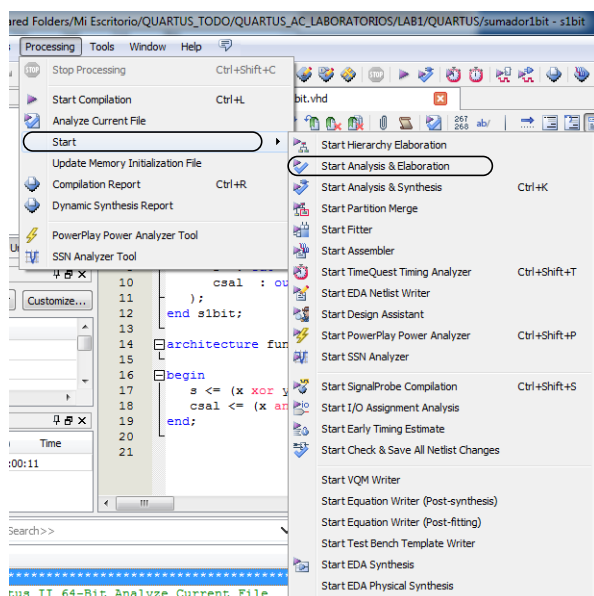 ared Folders/Mi Escritorio/QUARTUS_TODO/QUARTUS_AC_LABORATORIOS/LAB1/QUARTUS/sumador1bit - s1bit
Processing Tools Window Help
Stop Processing Ctrl+Shift+C
Start Compilation Ctrl+L
Analyze Current File
Start
Update Memory Initialization File
Compilation Report Ctrl+R
Dynamic Synthesis Report
PowerPlay Power Analyzer Tool
SSN Analyzer Tool
bit.vhd
267
268 ab/
Start Hierarchy Elaboration
Start Analysis & Elaboration
Start Analysis & Synthesis Ctrl+K
Start Partition Merge
Start Fitter
Start Assembler
Start TimeQuest Timing Analyzer Ctrl+Shift+T
Start EDA Netlist Writer
Start Design Assistant
Start PowerPlay Power Analyzer Ctrl+Shift+P
Start SSN Analyzer
Start SignalProbe Compilation Ctrl+Shift+S
Start I/O Assignment Analysis
Start Early Timing Estimate
Start Check & Save All Netlist Changes
Start VQM Writer
Start Equation Writer (Post-synthesis)
Start Equation Writer (Post-fitting)
Start Test Bench Template Writer
Start EDA Synthesis
Start EDA Physical Synthesis
Customize...
10 csal : ou
11 );
12 end s1bit;
13
14 architecture fun
15
16 begin
17 s <= (x xor y
18 csal <= (x an
19 end;
20
21
Time
:00:11
Search>>
tus II 64-Bit Analyze Current File